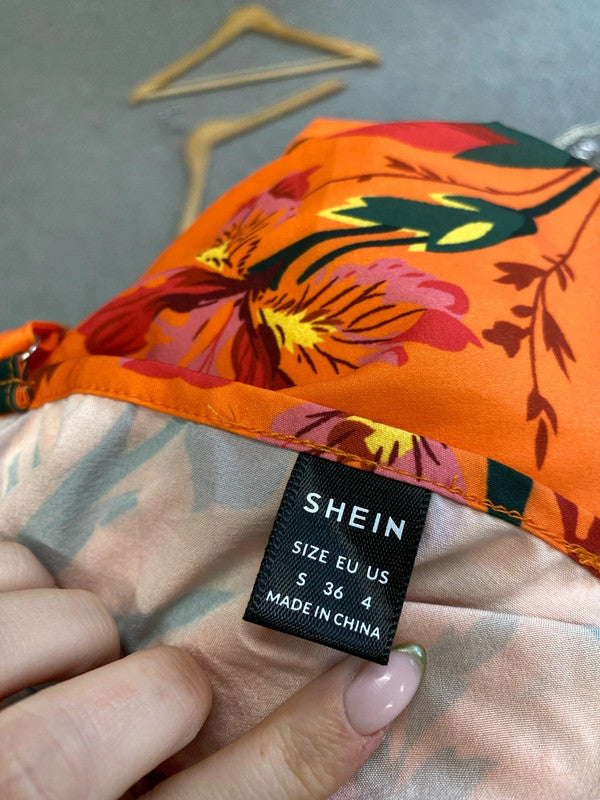 SHEIN
SIZE EU US
S 36 4
MADE IN CHINA